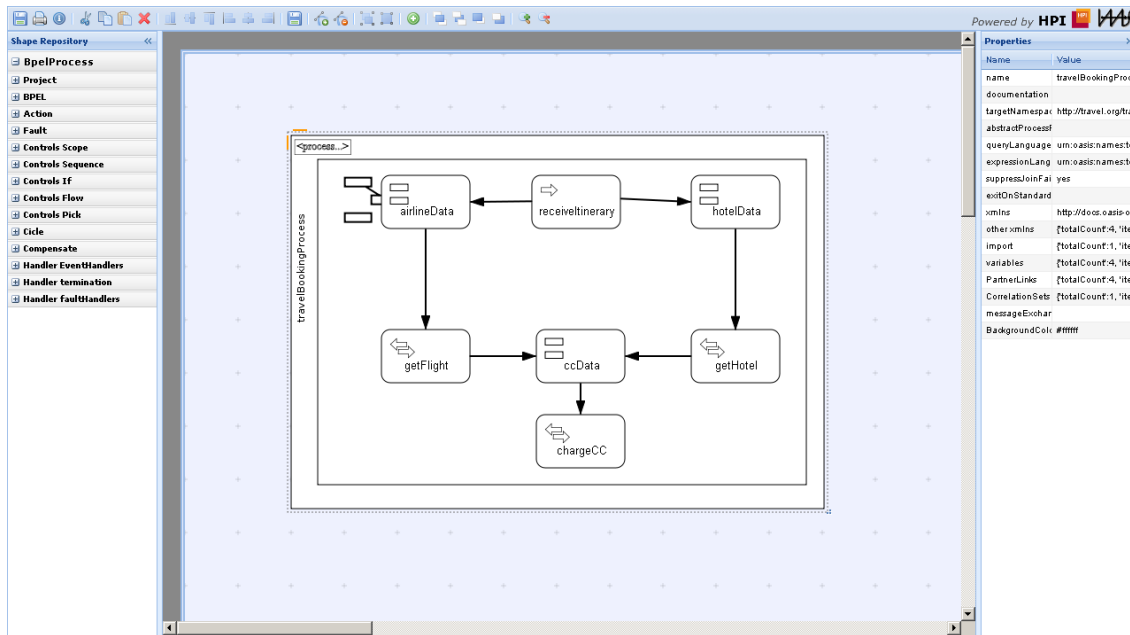 Powered by HPI
Shape Repository
BpelProcess
Project
BPEL
Action
Fault
Controls Scope
Controls Sequence
Controls If
Controls Flow
Controls Pick
Cicle
Compensate
Handler EventHandlers
Handler termination
Handler faultHandlers
<process...>
travelBookingProcess
airlineData
receiveItinerary
hotelData
getFlight
ccData
getHotel
chargeCC
Properties
Name Value
name travelBookingProc
documentation
targetNamespac http://travel.org/tra
abstractProcessF
queryLanguage urn:oasis:names:t
expressionLang urn:oasis:names:t
suppressJoinFai yes
exitOnStandard
xmlns http://docs.oasis-o
other xmlns {'totalCount':4, 'ite
import {'totalCount':1, 'ite
variables {'totalCount':4, 'ite
PartnerLinks {'totalCount':4, 'ite
CorrelationSets {'totalCount':1, 'ite
messageExchar
BackgroundColc #ffffff